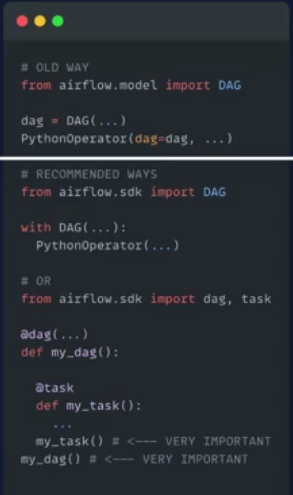 # OLD WAY
from airflow.model import DAG
dag = DAG(...)
PythonOperator(dag=dag, ...)
# RECOMMENDED WAYS
from airflow.sdk import DAG
with DAG(...):
PythonOperator(...)
# OR
from airflow.sdk import dag, task
@dag(...)
def my_dag():
@task
def my_task():
...
my_task() # <--- VERY IMPORTANT
my_dag() # <--- VERY IMPORTANT